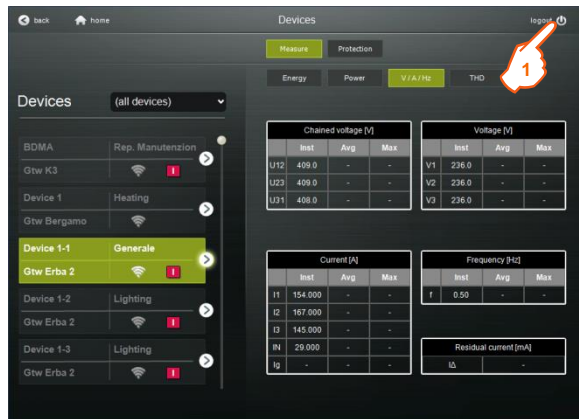 back home Devices logout
Measure Protection
Energy Power V/A/Hz THD
1
Devices (all devices)
BDMA Rep. Manutenzion
Gtw K3 I
Device 1 Heating
Gtw Bergamo
Device 1-1 Generale
Gtw Erba 2 I
Device 1-2 Lighting
Gtw Erba 2 I
Device 1-3 Lighting
Gtw Erba 2 I
Chained voltage [V]
Inst Avg Max
U12 409.0 - -
U23 409.0 - -
U31 408.0 - -
Voltage [V]
Inst Avg Max
V1 236.0 - -
V2 236.0 - -
V3 236.0 - -
Current [A]
Inst Avg Max
I1 154.000 - -
I2 167.000 - -
I3 145.000 - -
IN 29.000 - -
Ig - - -
Frequency [Hz]
Inst Avg Max
f 0.50 - -
Residual current [mA]
IΔ -